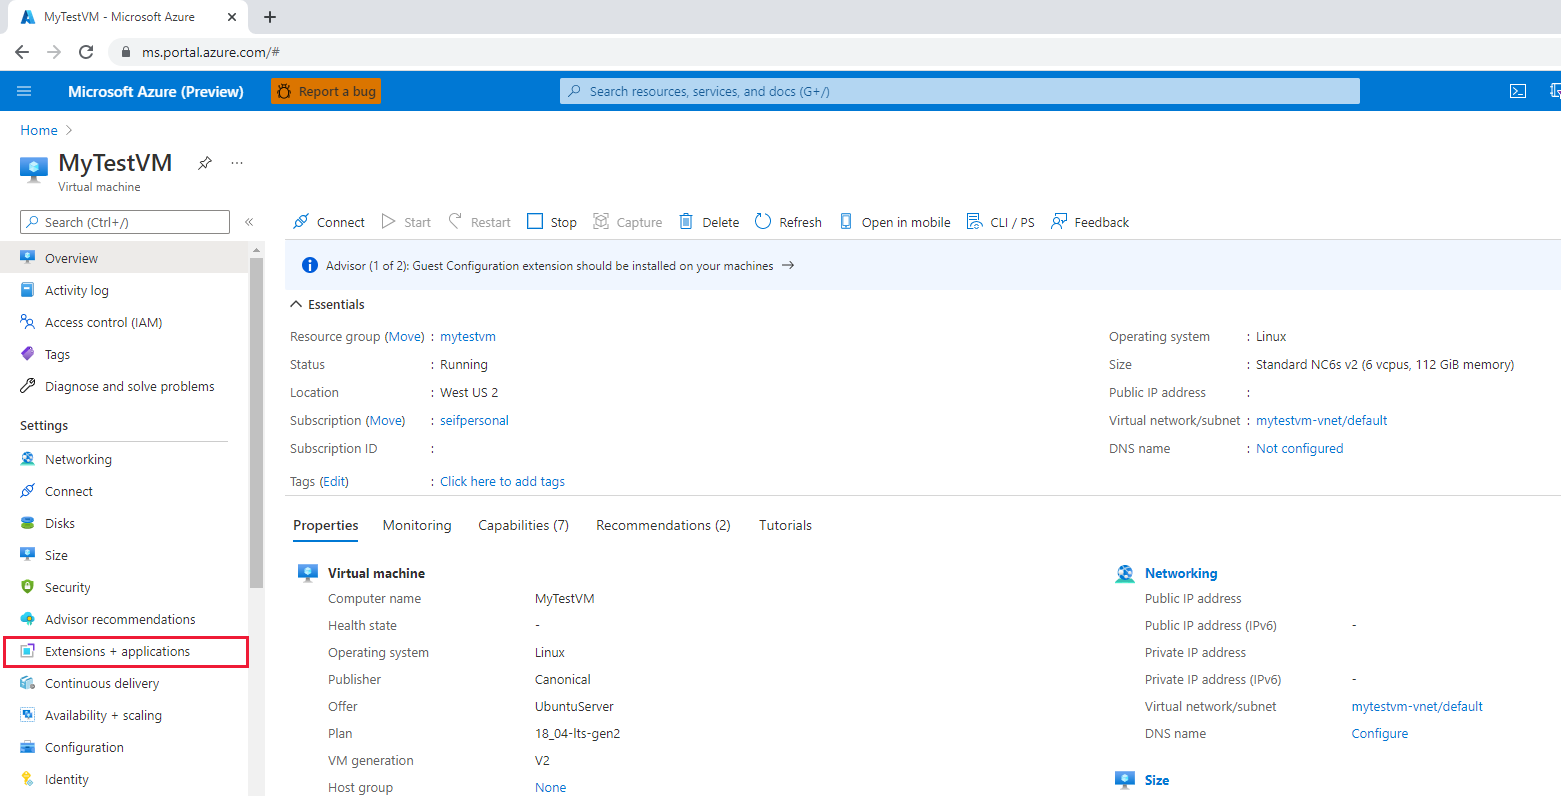 MyTestVM - Microsoft Azure
ms.portal.azure.com/#
Microsoft Azure (Preview)
Report a bug
Search resources, services, and docs (G+/)
Home
MyTestVM
Virtual machine
Search (Ctrl+/)
Overview
Activity log
Access control (IAM)
Tags
Diagnose and solve problems
Settings
Networking
Connect
Disks
Size
Security
Advisor recommendations
Extensions + applications
Continuous delivery
Availability + scaling
Configuration
Identity
Connect Start Restart Stop Capture Delete Refresh Open in mobile CLI / PS Feedback
Advisor (1 of 2): Guest Configuration extension should be installed on your machines →
Essentials
Resource group (Move) : mytestvm
Status : Running
Location : West US 2
Subscription (Move) : seifpersonal
Subscription ID :
Tags (Edit) : Click here to add tags
Operating system : Linux
Size : Standard NC6s v2 (6 vcpus, 112 GiB memory)
Public IP address :
Virtual network/subnet : mytestvm-vnet/default
DNS name : Not configured
Properties Monitoring Capabilities (7) Recommendations (2) Tutorials
Virtual machine
Computer name MyTestVM
Health state -
Operating system Linux
Publisher Canonical
Offer UbuntuServer
Plan 18_04-lts-gen2
VM generation V2
Host group None
Networking
Public IP address
Public IP address (IPv6) -
Private IP address
Private IP address (IPv6) -
Virtual network/subnet mytestvm-vnet/default
DNS name Configure
Size